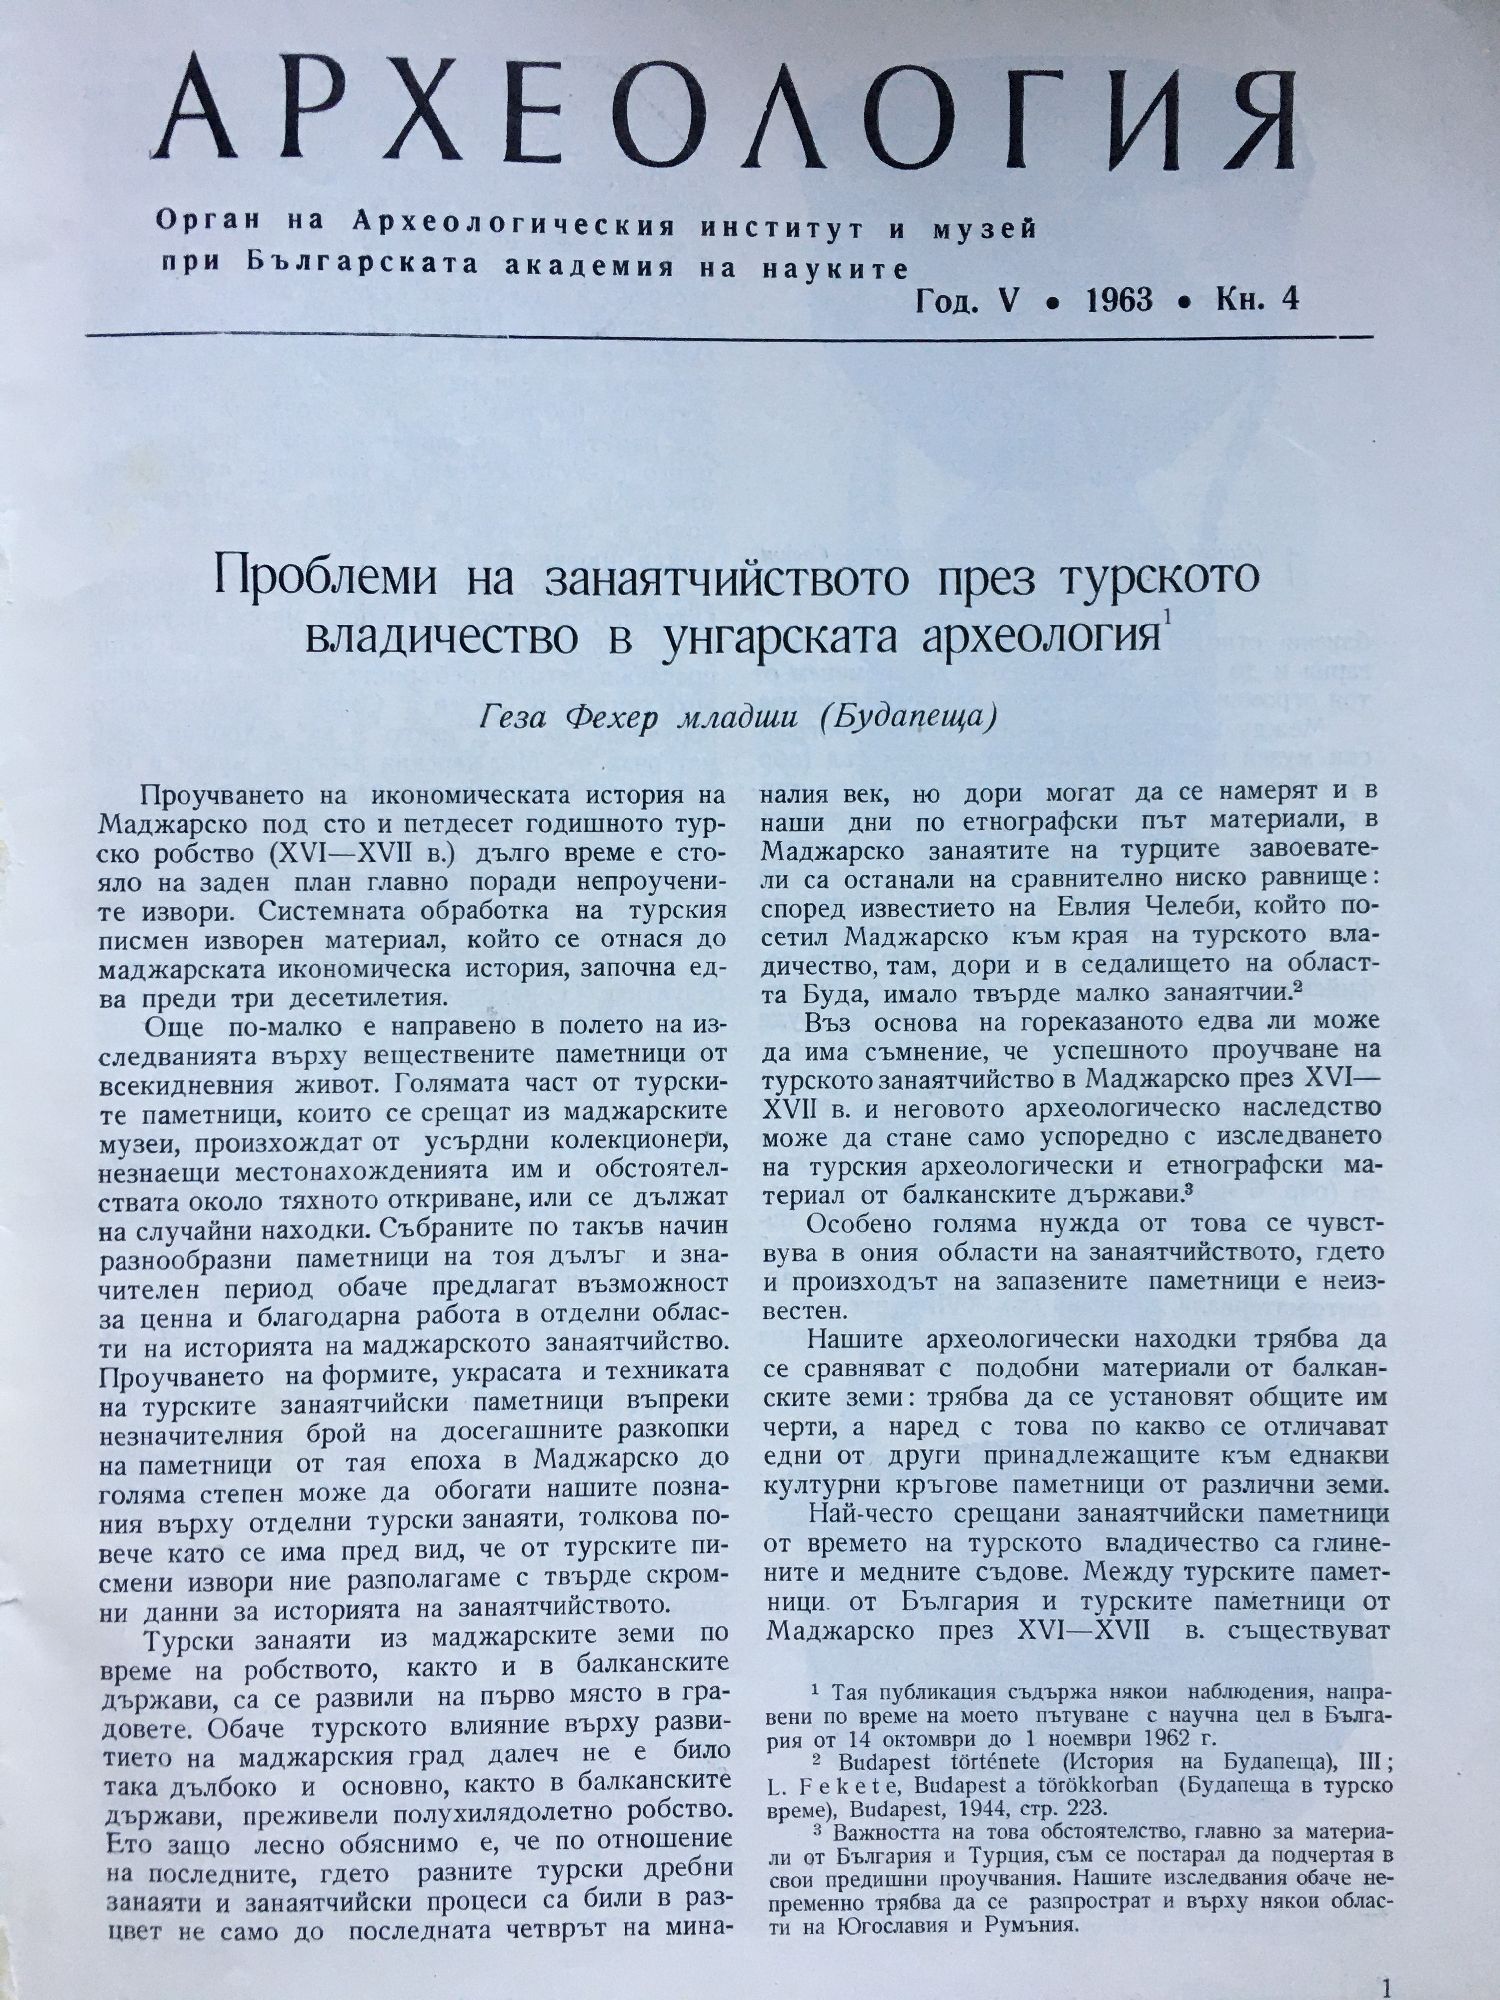 АРХЕОЛОГИЯ
Орган на Археологическия институт и музей
при Българската академия на науките
Год. V • 1963 • Кн. 4
Проблеми на занаятчийството през турското
владичество в унгарската археология¹
Геза Фехер младши (Будапеща)
Проучването на икономическата история на
Маджарско под сто и петдесет годишното тур-
ско робство (XVI—XVII в.) дълго време е сто-
яло на заден план главно поради непроучени-
те извори. Системната обработка на турския
писмен изворен материал, който се отнася до
маджарската икономическа история, започна ед-
ва преди три десетилетия.
Още по-малко е направено в полето на из-
следванията върху веществените паметници от
всекидневния живот. Голямата част от турски-
те паметници, които се срещат из маджарските
музеи, произхождат от усърдни колекционери,
незнаещи местонахожденията им и обстоятел-
ствата около тяхното откриване, или се дължат
на случайни находки. Събраните по такъв начин
разнообразни паметници на тоя дълъг и зна-
чителен период обаче предлагат възможност
за ценна и благодарна работа в отделни облас-
ти на историята на маджарското занаятчийство.
Проучването на формите, украсата и техниката
на турските занаятчийски паметници въпреки
незначителния брой на досегашните разкопки
на паметници от тая епоха в Маджарско до
голяма степен може да обогати нашите позна-
ния върху отделни турски занаяти, толкова по-
вече като се има пред вид, че от турските пи-
смени извори ние разполагаме с твърде скром-
ни данни за историята на занаятчийството.
Турски занаяти из маджарските земи по
време на робството, както и в балканските
държави, са се развили на първо място в гра-
довете. Обаче турското влияние върху разви-
тието на маджарския град далеч не е било
така дълбоко и основно, както в балканските
държави, преживели полухилядолетно робство.
Ето защо лесно обяснимо е, че по отношение
на последните, гдето разните турски дребни
занаяти и занаятчийски процеси са били в раз-
цвет не само до последната четвърт на мина-
налия век, но дори могат да се намерят и в
наши дни по етнографски път материали, в
Маджарско занаятите на турците завоевате-
ли са останали на сравнително ниско равнище:
според известието на Евлия Челеби, който по-
сетил Маджарско към края на турското вла-
дичество, там, дори и в седалището на област-
та Буда, имало твърде малко занаятчии.²
Въз основа на гореказаното едва ли може
да има съмнение, че успешното проучване на
турското занаятчийство в Маджарско през XVI—
XVII в. и неговото археологическо наследство
може да стане само успоредно с изследването
на турския археологически и етнографски ма-
териал от балканските държави.³
Особено голяма нужда от това се чувст-
вува в ония области на занаятчийството, гдето
и произходът на запазените паметници е неиз-
вестен.
Нашите археологически находки трябва да
се сравняват с подобни материали от балкан-
ските земи: трябва да се установят общите им
черти, а наред с това по какво се отличават
едни от други принадлежащите към еднакви
културни кръгове паметници от различни земи.
Най-често срещани занаятчийски паметници
от времето на турското владичество са глине-
ните и медните съдове. Между турските памет-
ници от България и турските паметници от
Маджарско през XVI—XVII в. съществуват
¹ Тая публикация съдържа някои наблюдения, напра-
вени по време на моето пътуване с научна цел в Бълга-
рия от 14 октомври до 1 ноември 1962 г.
² Budapest története (История на Будапеща), III;
L. Fekete, Budapest a törökkorban (Будапеща в турско
време), Budapest, 1944, стр. 223.
³ Важността на това обстоятелство, главно за материа-
ли от България и Турция, съм се постарал да подчертая в
свои предишни проучвания. Нашите изследвания обаче не-
пременно трябва да се разпрострат и върху някои облас-
ти на Югославия и Румъния.
1